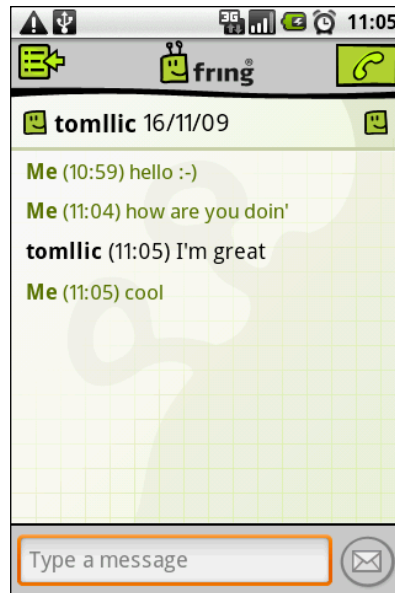 3G 11:05
fring®
tomllic 16/11/09
Me (10:59) hello :-)
Me (11:04) how are you doin'
tomllic (11:05) I'm great
Me (11:05) cool
Type a message